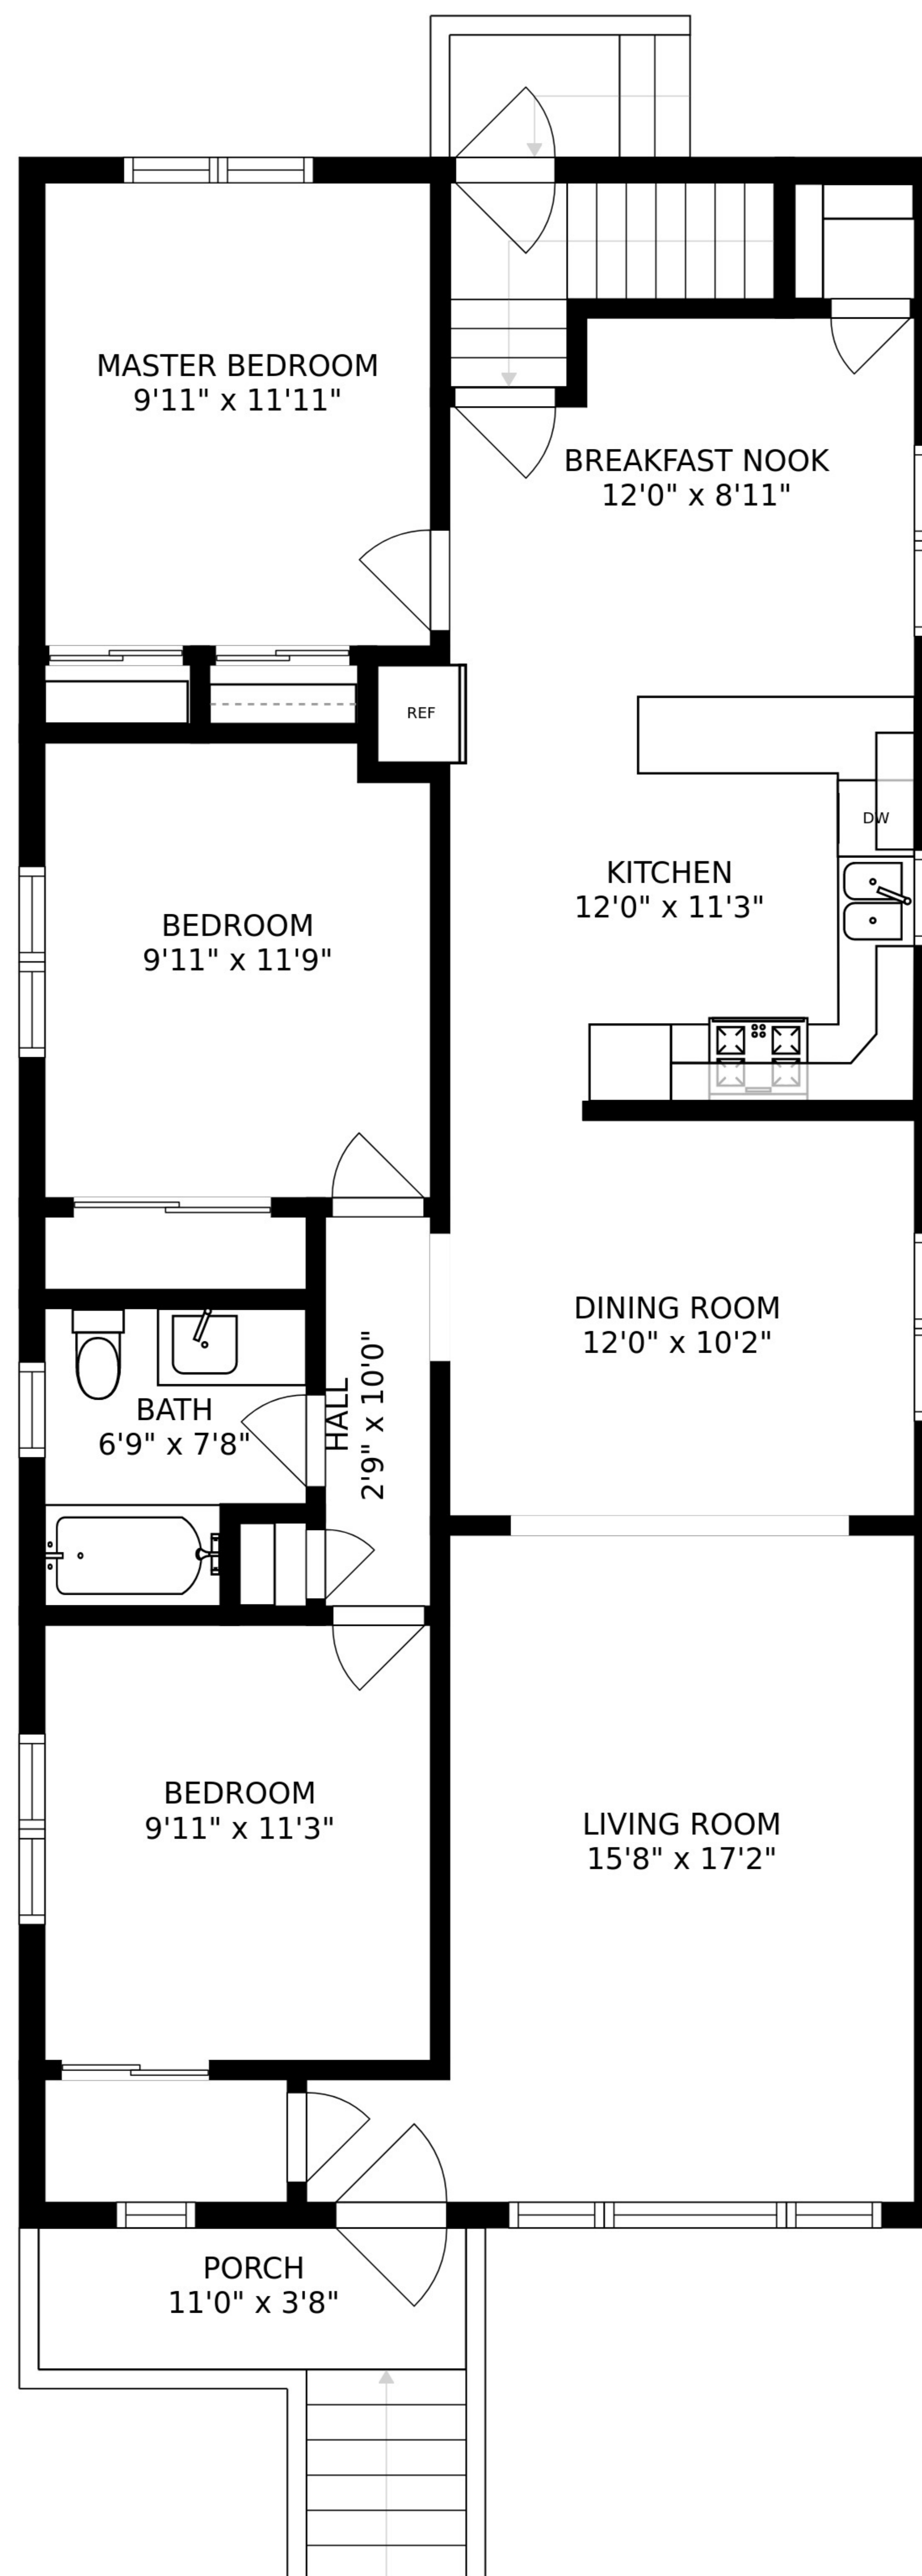 MASTER BEDROOM
9'11" x 11'11"
BREAKFAST NOOK
12'0" x 8'11"
REF
DW
KITCHEN
12'0" x 11'3"
BEDROOM
9'11" x 11'9"
DINING ROOM
12'0" x 10'2"
HALL
2'9" x 10'0"
BATH
6'9" x 7'8"
BEDROOM
9'11" x 11'3"
LIVING ROOM
15'8" x 17'2"
PORCH
11'0" x 3'8"